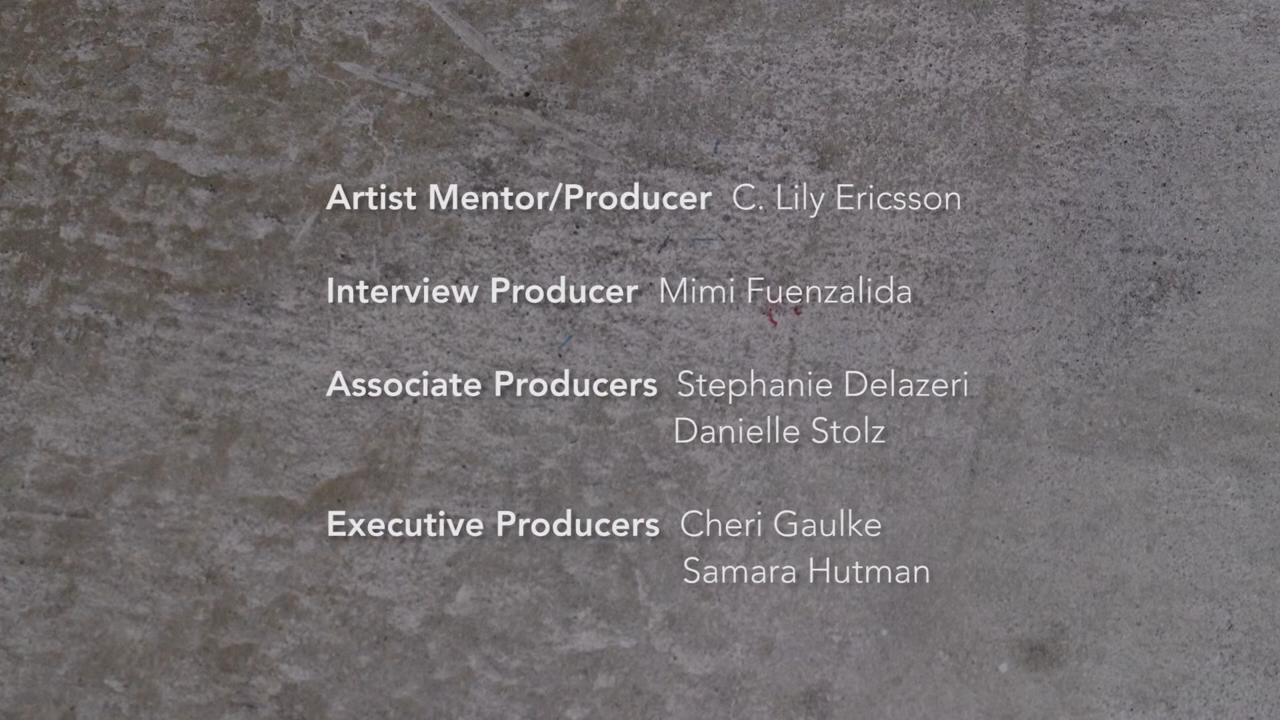 Artist Mentor/Producer C. Lily Ericsson
Interview Producer Mimi Fuenzalida
Associate Producers Stephanie Delazeri
Danielle Stolz
Executive Producers Cheri Gaulke
Samara Hutman